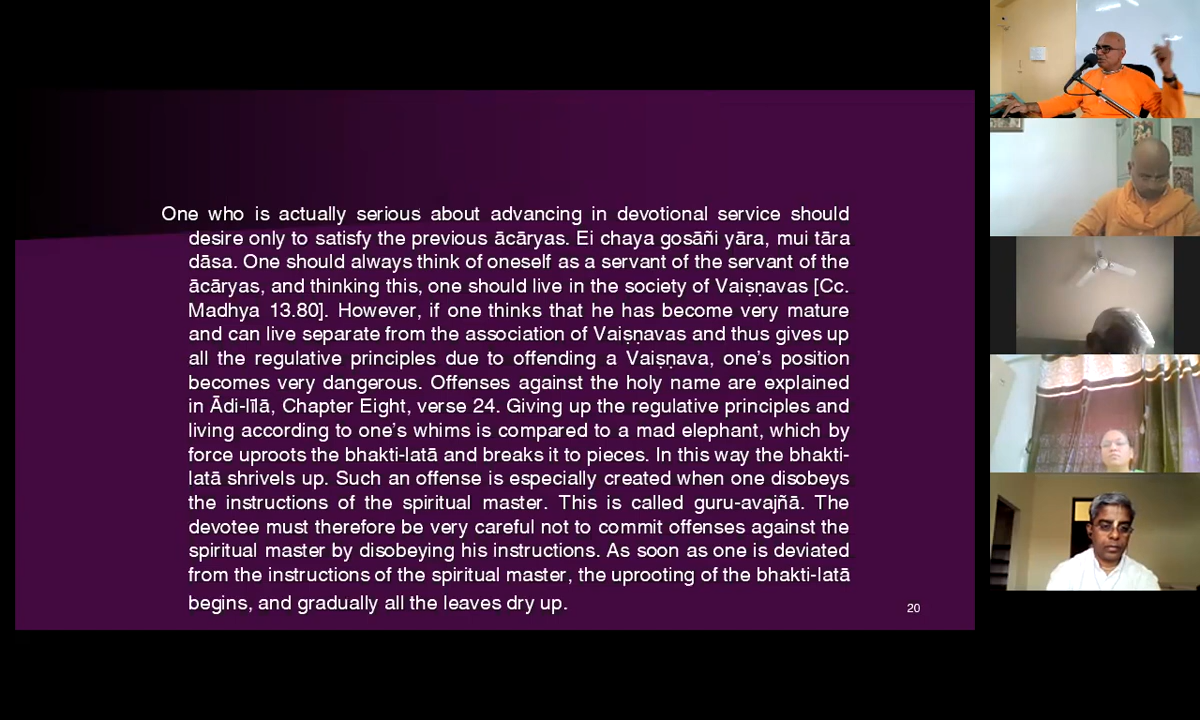 One who is actually serious about advancing in devotional service should
desire only to satisfy the previous ācāryas. Ei chaya gosāñi yāra, mui tāra
dāsa. One should always think of oneself as a servant of the servant of the
ācāryas, and thinking this, one should live in the society of Vaiṣṇavas [Cc.
Madhya 13.80]. However, if one thinks that he has become very mature
and can live separate from the association of Vaiṣṇavas and thus gives up
all the regulative principles due to offending a Vaiṣṇava, one's position
becomes very dangerous. Offenses against the holy name are explained
in Ādi-līlā, Chapter Eight, verse 24. Giving up the regulative principles and
living according to one's whims is compared to a mad elephant, which by
force uproots the bhakti-latā and breaks it to pieces. In this way the bhakti-
latā shrivels up. Such an offense is especially created when one disobeys
the instructions of the spiritual master. This is called guru-avajñā. The
devotee must therefore be very careful not to commit offenses against the
spiritual master by disobeying his instructions. As soon as one is deviated
from the instructions of the spiritual master, the uprooting of the bhakti-latā
begins, and gradually all the leaves dry up.
20